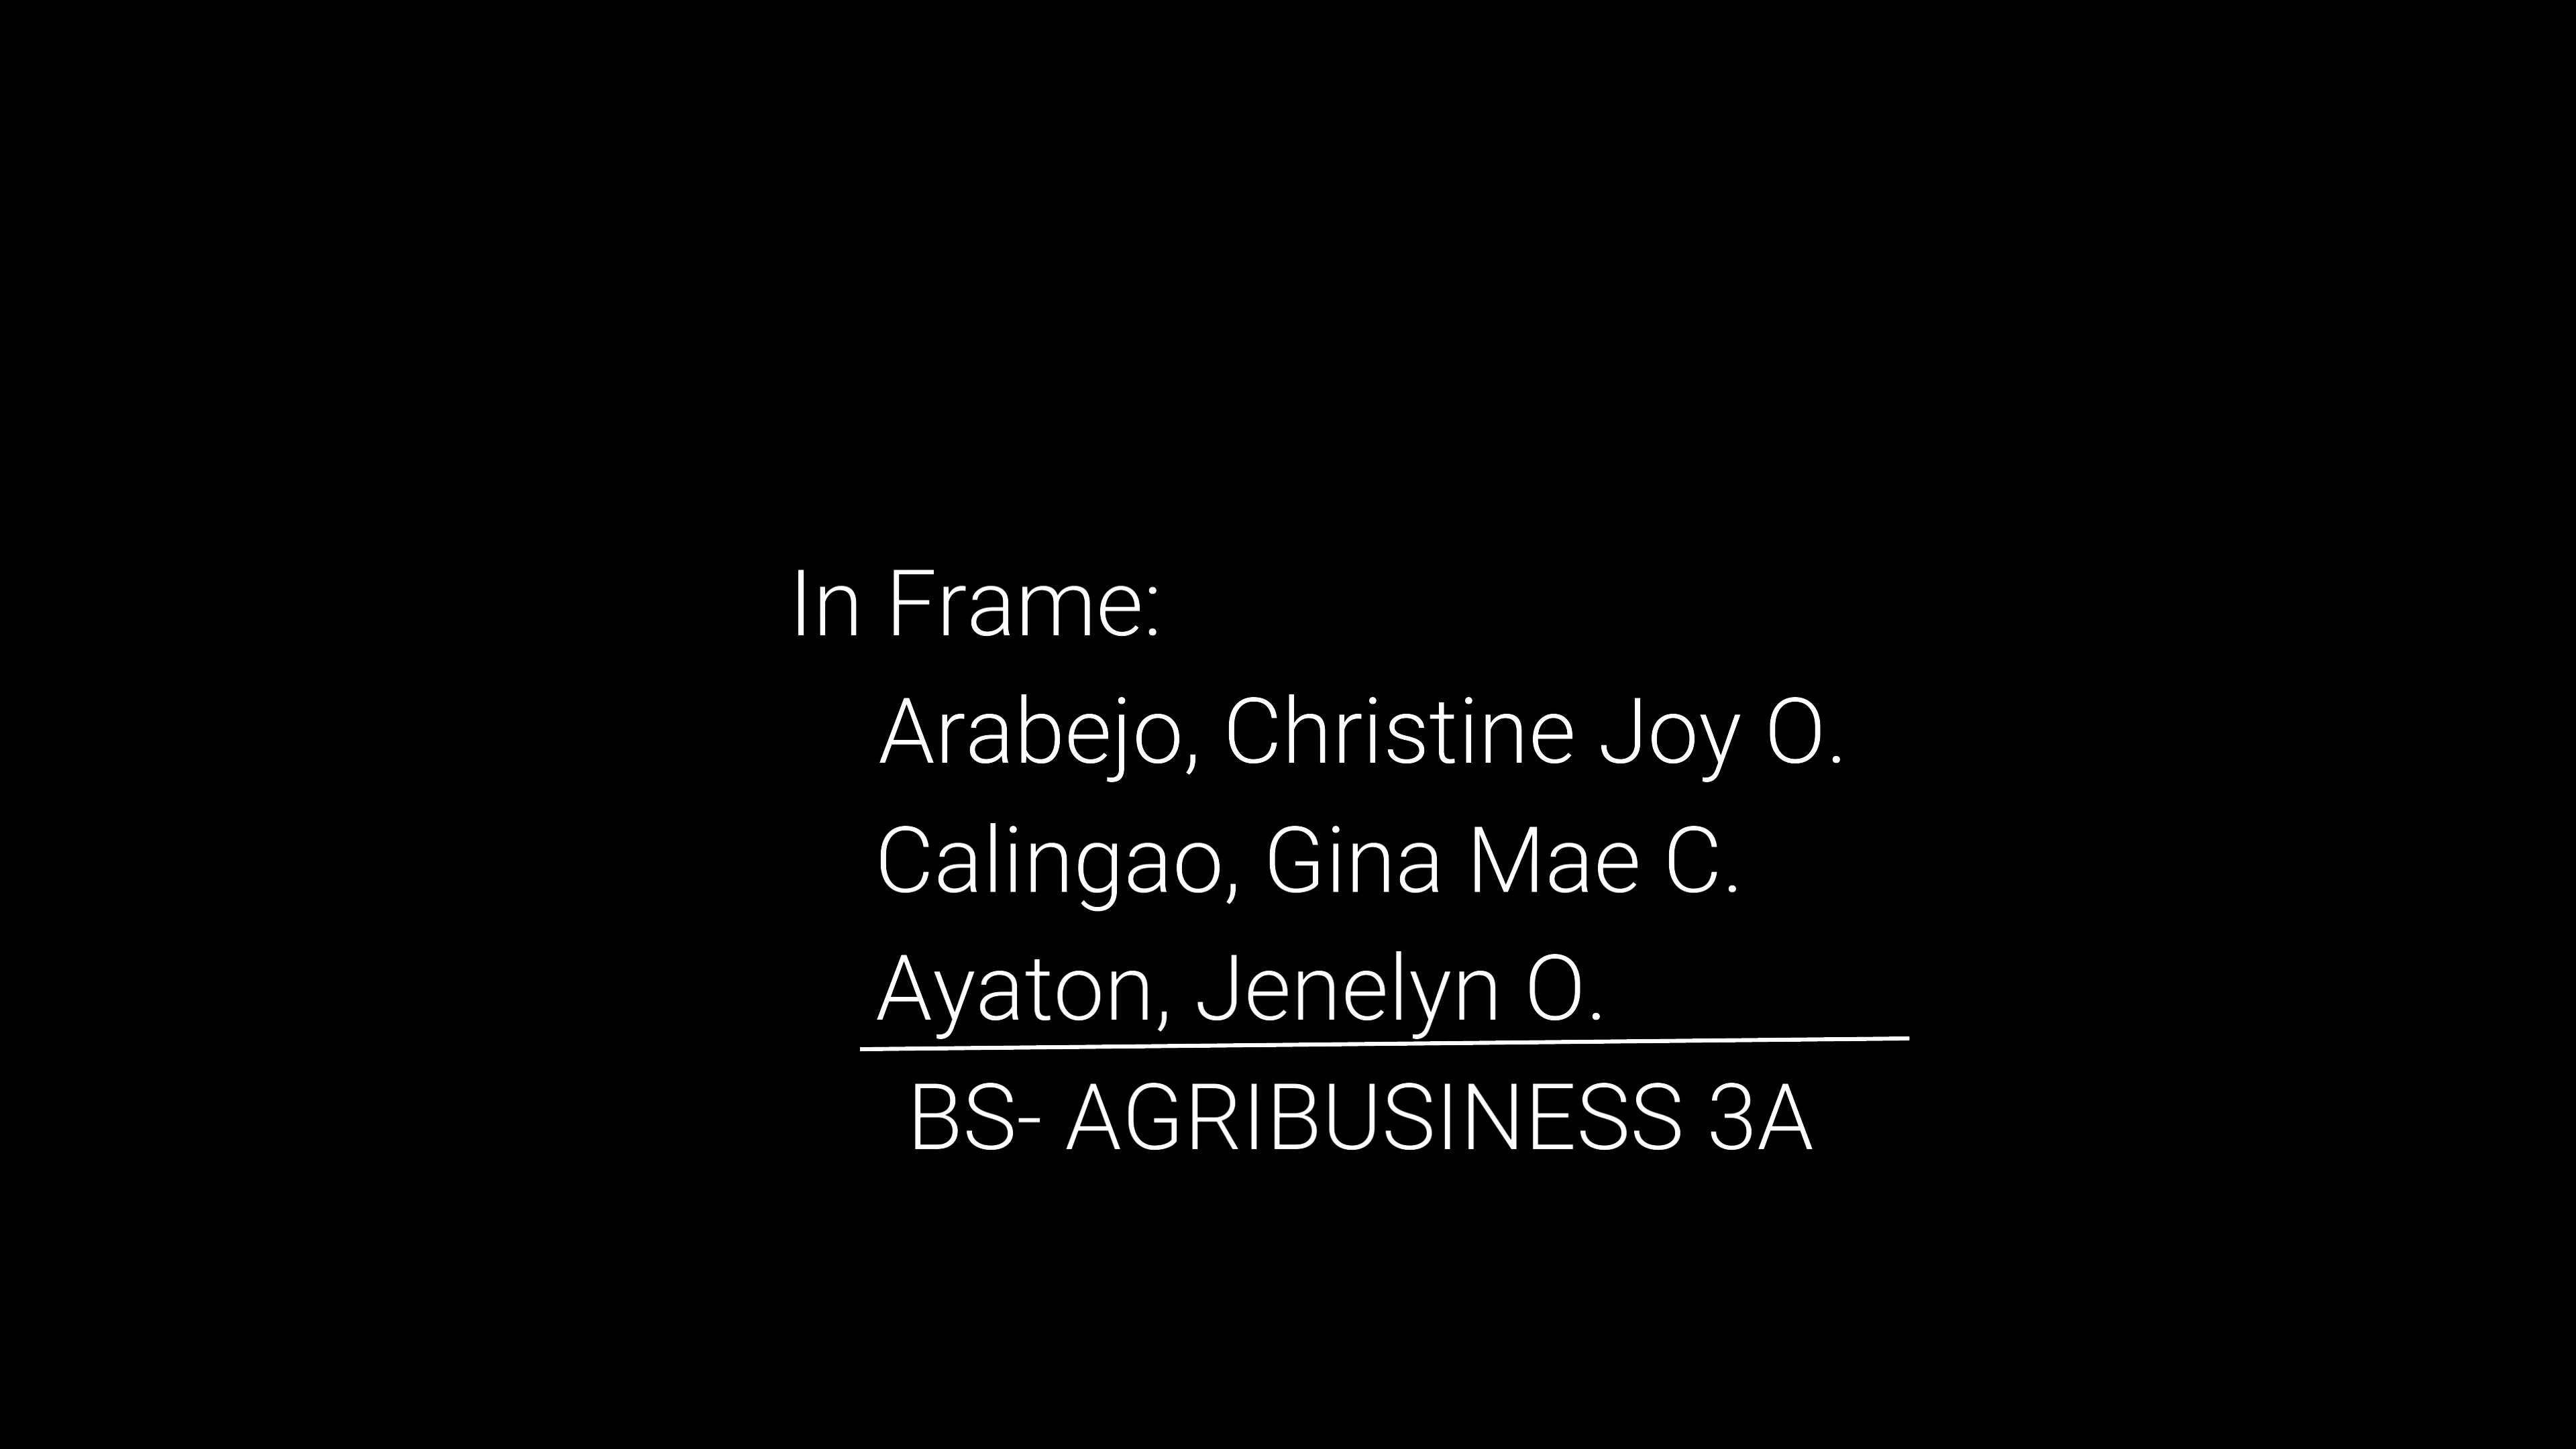 In Frame:
Arabejo, Christine Joy O.
Calingao, Gina Mae C.
Ayaton, Jenelyn O.
BS- AGRIBUSINESS 3A